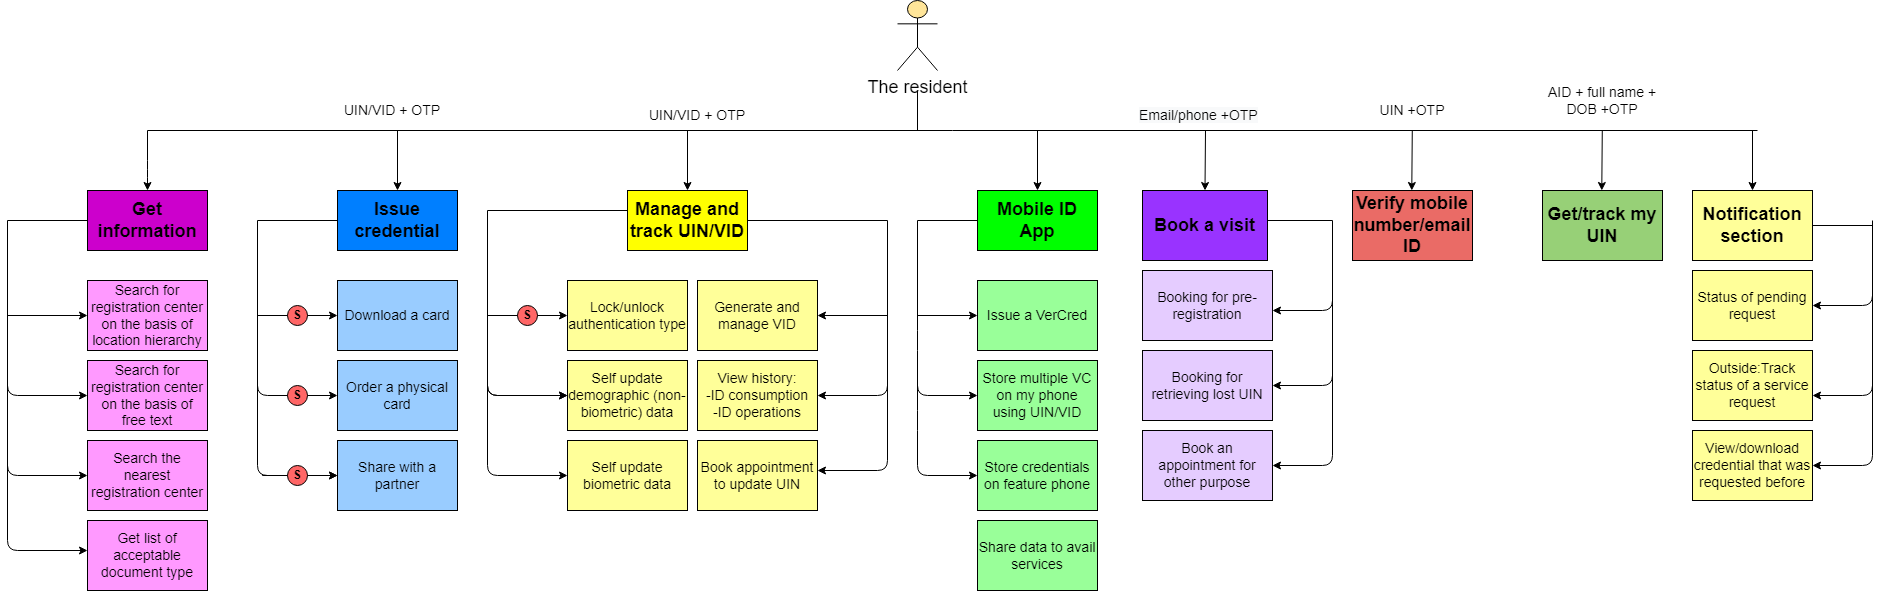 The resident
UIN/VID + OTP
UIN/VID + OTP
Email/phone +OTP
UIN +OTP
AID + full name +
DOB +OTP
Get
information
Search for
registration center
on the basis of
location hierarchy
Search for
registration center
on the basis of
free text
Search the
nearest
registration center
Get list of
acceptable
document type
Issue
credential
S
Download a card
S
Order a physical
card
S
Share with a
partner
Manage and
track UIN/VID
S
Lock/unlock
authentication type
Self update
demographic (non-
biometric) data
Self update
biometric data
Generate and
manage VID
View history:
-ID consumption
-ID operations
Book appointment
to update UIN
Mobile ID
App
Issue a VerCred
Store multiple VC
on my phone
using UIN/VID
Store credentials
on feature phone
Share data to avail
services
Book a visit
Booking for pre-
registration
Booking for
retrieving lost UIN
Book an
appointment for
other purpose
Verify mobile
number/email
ID
Get/track my
UIN
Notification
section
Status of pending
request
Outside:Track
status of a service
request
View/download
credential that was
requested before